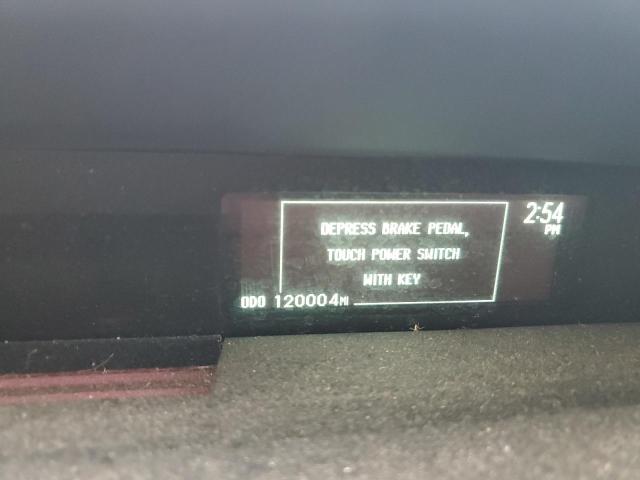 DEPRESS BRAKE PEDAL,
TOUCH POWER SWITCH
WITH KEY
2:54
PM
ODO 120004MI